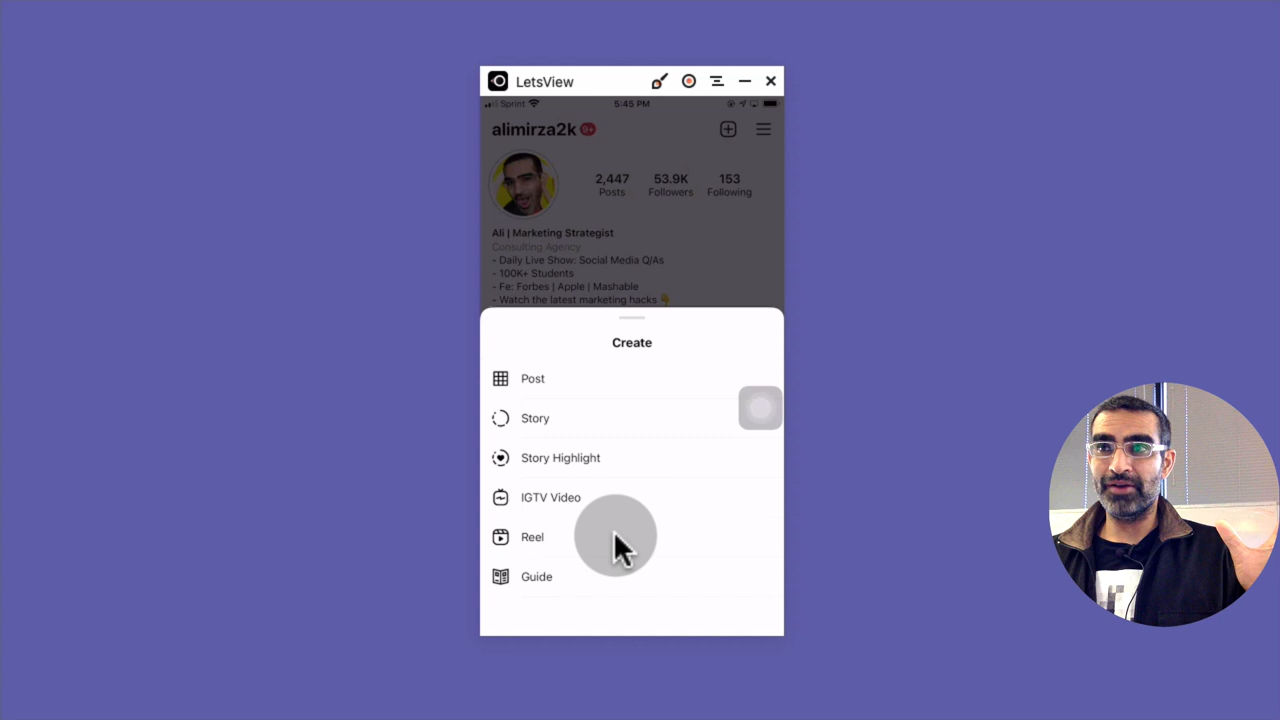 LetsView
Sprint 5:45 PM
alimirza2k 9+
2,447 53.9K 153
Posts Followers Following
Ali | Marketing Strategist
Consulting Agency
- Daily Live Show: Social Media Q/As
- 100K+ Students
- Fe: Forbes | Apple | Mashable
- Watch the latest marketing hacks 👇
Create
Post
Story
Story Highlight
IGTV Video
Reel
Guide